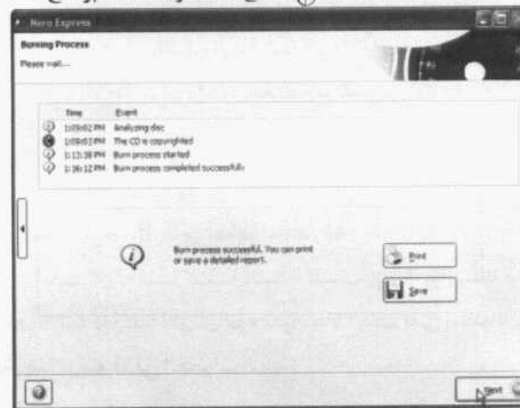 Nero Express
Burning Process
Please wait...
Time Event
1:09:02 PM Analyzing disc
1:09:03 PM The CD is copyrighted
1:13:38 PM Burn process started
1:36:12 PM Burn process completed successfully
Burn process successful. You can print
or save a detailed report.
Print
Save
Next